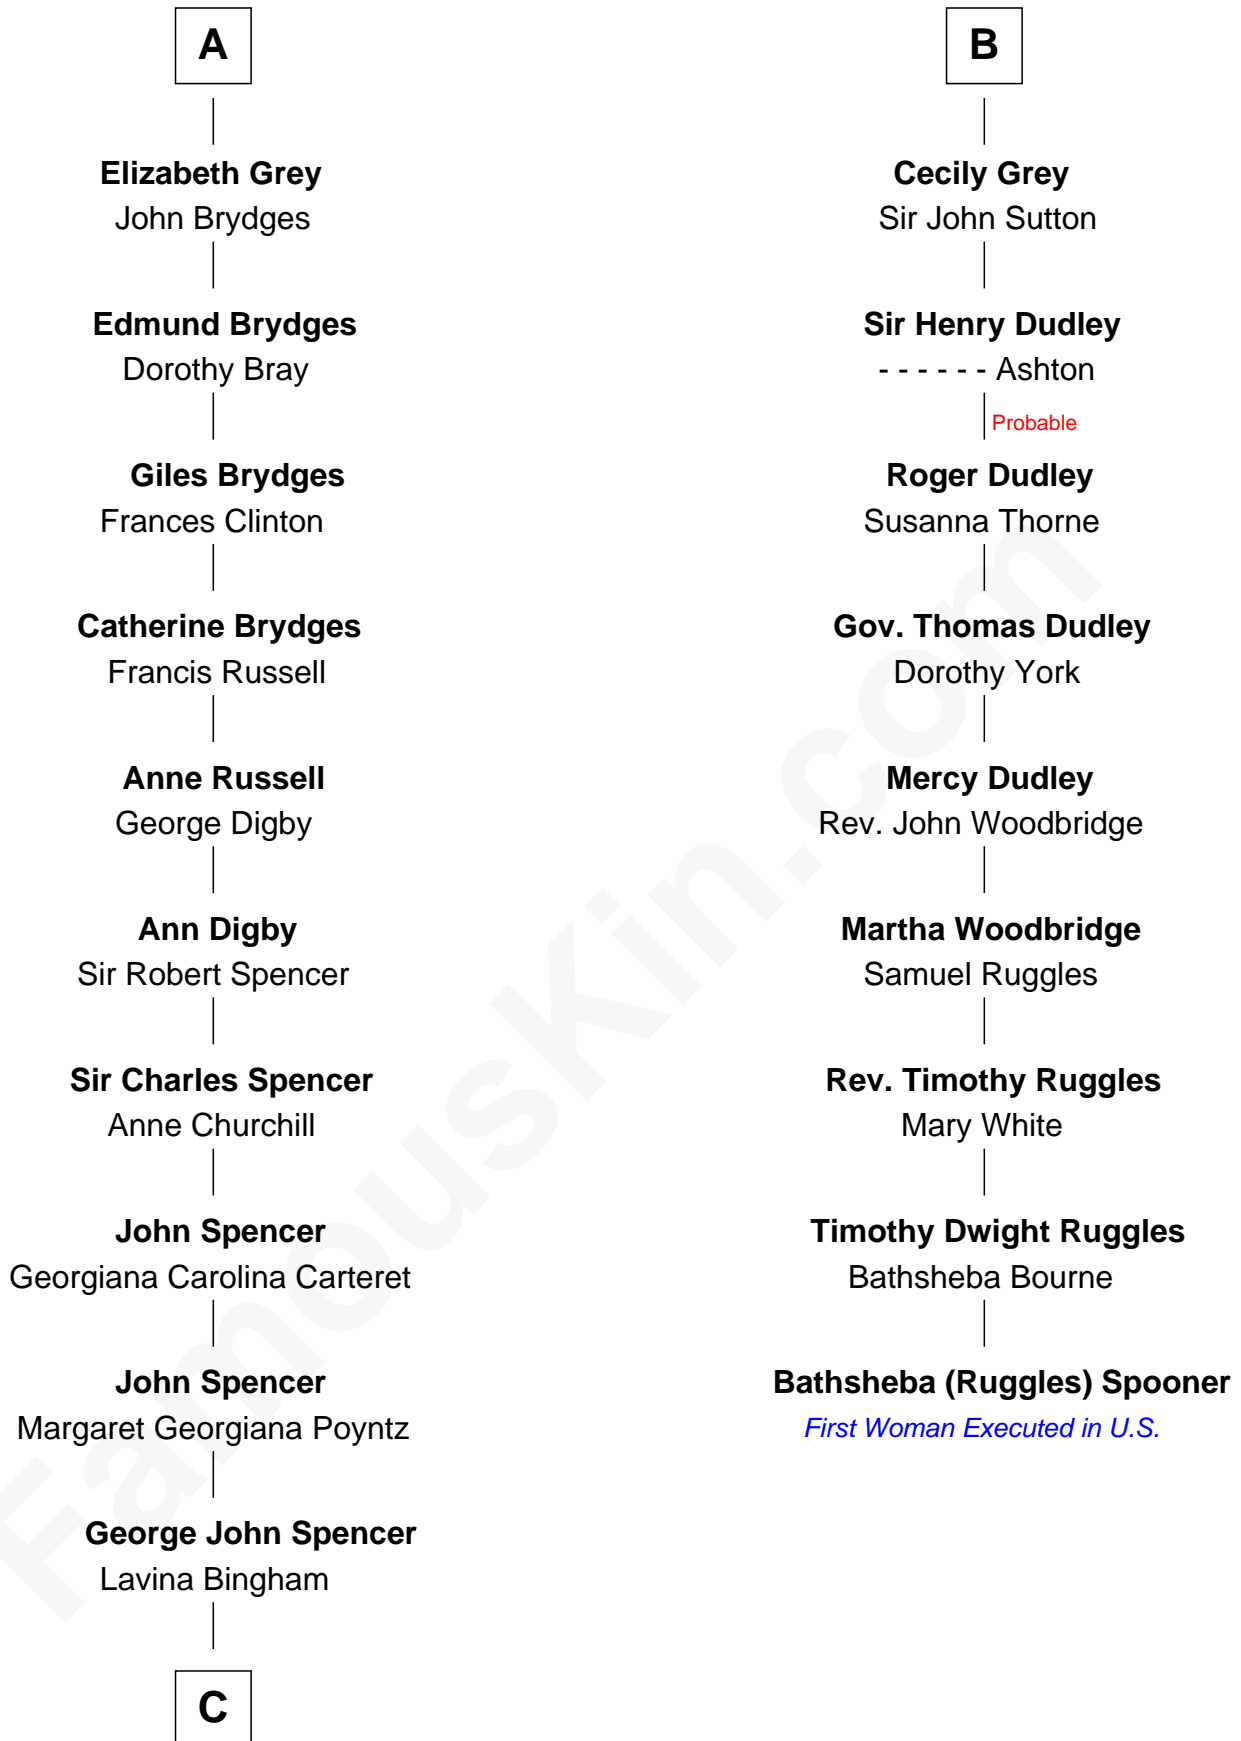 A
Elizabeth Grey
John Brydges
Edmund Brydges
Dorothy Bray
Giles Brydges
Frances Clinton
Catherine Brydges
Francis Russell
Anne Russell
George Digby
Ann Digby
Sir Robert Spencer
Sir Charles Spencer
Anne Churchill
John Spencer
Georgiana Carolina Carteret
John Spencer
Margaret Georgiana Poyntz
George John Spencer
Lavina Bingham
C
B
Cecily Grey
Sir John Sutton
Sir Henry Dudley
- - - - - - Ashton
Probable
Roger Dudley
Susanna Thorne
Gov. Thomas Dudley
Dorothy York
Mercy Dudley
Rev. John Woodbridge
Martha Woodbridge
Samuel Ruggles
Rev. Timothy Ruggles
Mary White
Timothy Dwight Ruggles
Bathsheba Bourne
Bathsheba (Ruggles) Spooner
First Woman Executed in U.S.
FamousKin.com